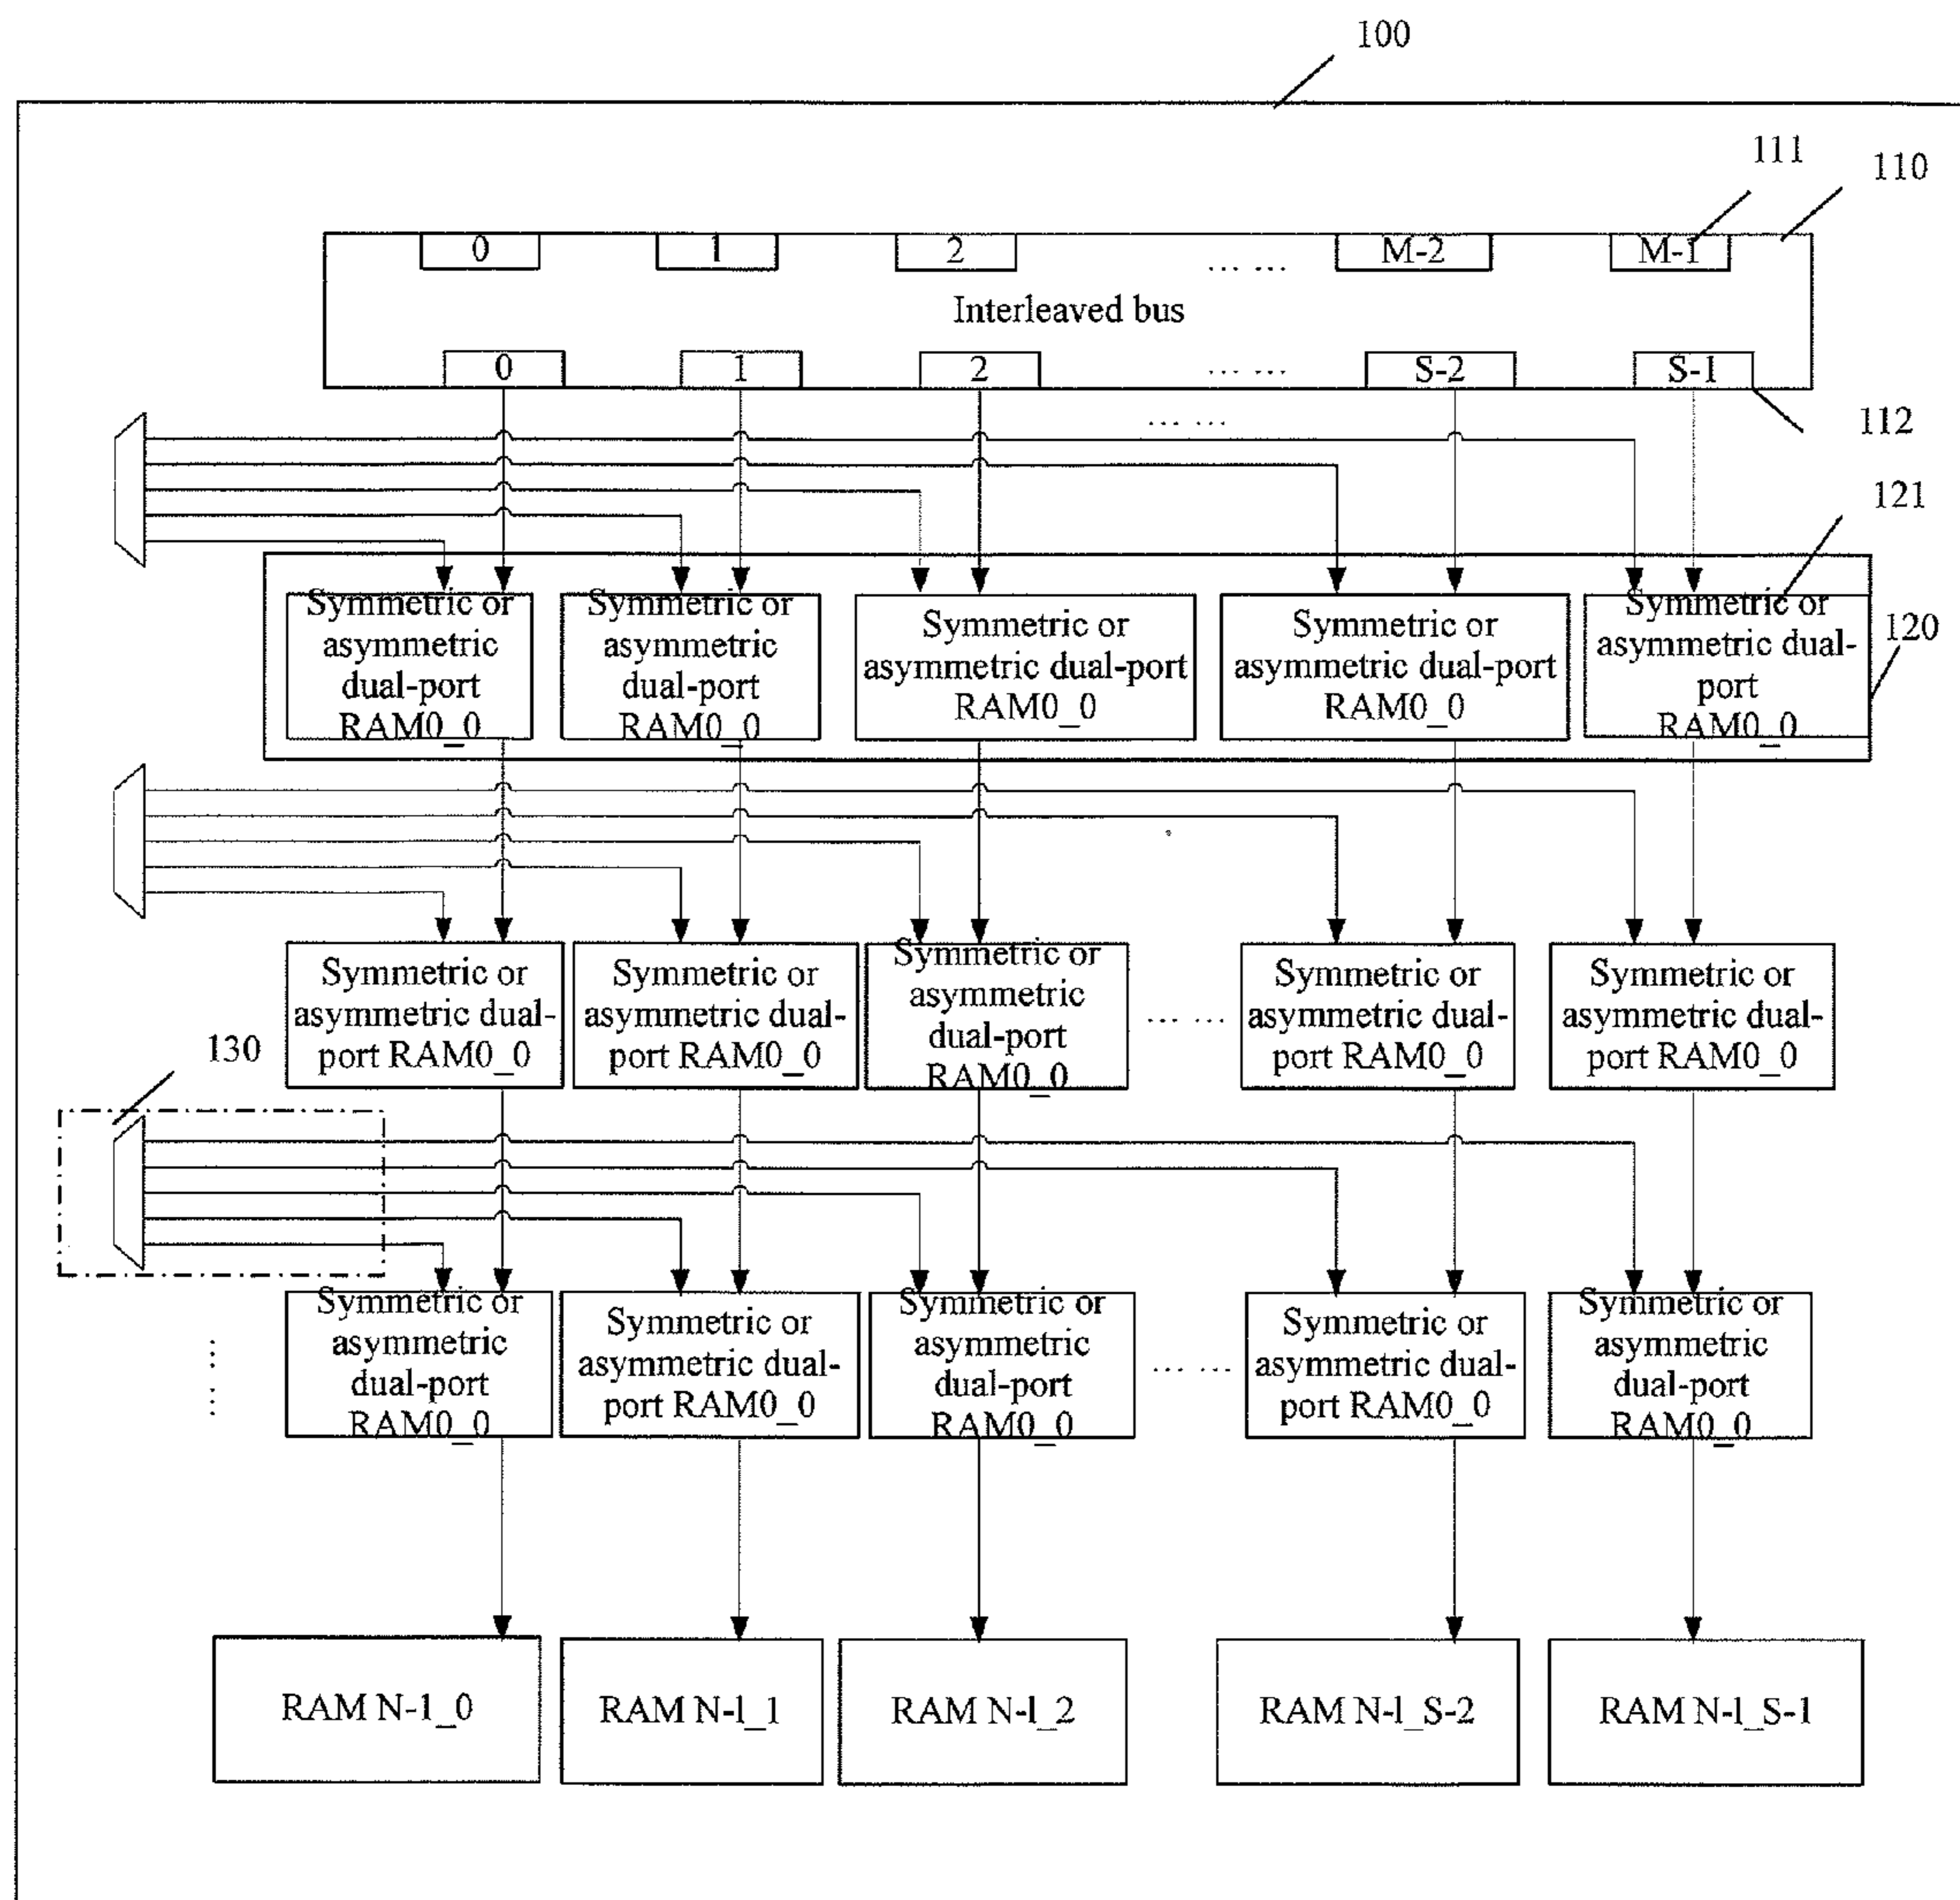 100
111
110
0 1 2 … … M-2 M-1
Interleaved bus
0 1 2 … … S-2 S-1
… …
112
121
Symmetric or
asymmetric
dual-port
RAM0_0
Symmetric or
asymmetric
dual-port
RAM0_0
Symmetric or
asymmetric dual-port
RAM0_0
Symmetric or
asymmetric dual-port
RAM0_0
Symmetric or
asymmetric dual-
port
RAM0_0
120
Symmetric or
asymmetric dual-
port RAM0_0
Symmetric or
asymmetric dual-
port RAM0_0
Symmetric or
asymmetric
dual-port
RAM0_0
… …
Symmetric or
asymmetric dual-
port RAM0_0
Symmetric or
asymmetric dual-
port RAM0_0
130
Symmetric or
asymmetric
dual-port
RAM0_0
Symmetric or
asymmetric dual-
port RAM0_0
Symmetric or
asymmetric
dual-port
RAM0_0
… …
Symmetric or
asymmetric dual-
port RAM0_0
Symmetric or
asymmetric
dual-port
RAM0_0
… …
RAM N-1_0
RAM N-1_1
RAM N-1_2
RAM N-1_S-2
RAM N-1_S-1